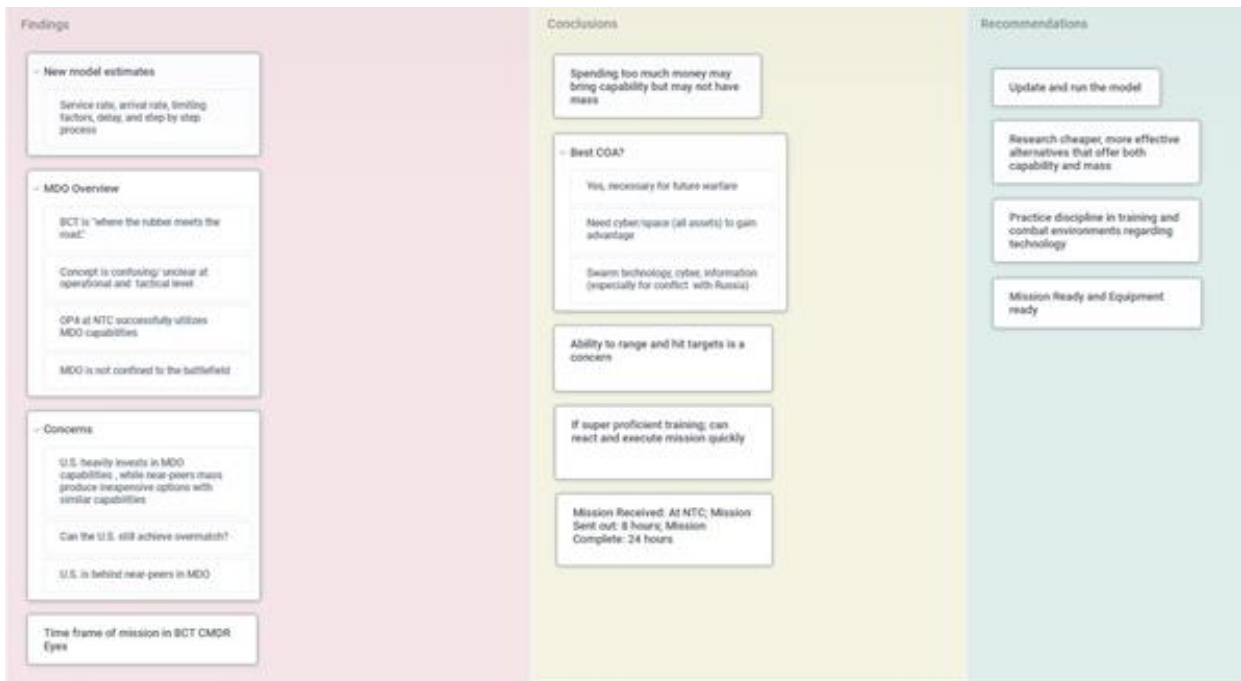 Findings
New model estimates
Service rate, arrival rate, limiting
factors, delay, and step by step
process
MDO Overview
BCT is "where the rubber meets the
road."
Concept is confusing/ unclear at
operational and tactical level
OPA at NTC successfully utilizes
MDO capabilities
MDO is not confined to the battlefield
Concerns
U.S. heavily invests in MDO
capabilities , while near-peers mass
produce inexpensive options with
similar capabilities
Can the U.S. still achieve overmatch?
U.S. is behind near-peers in MDO
Time frame of mission in BCT CMDR
Eyes
Conclusions
Spending too much money may
bring capability but may not have
mass
Best COA?
Yes, necessary for future warfare
Need cyber/space (all assets) to gain
advantage
Swarm technology, cyber, information
(especially for conflict with Russia)
Ability to range and hit targets is a
concern
If super proficient training; can
react and execute mission quickly
Mission Received: At NTC; Mission
Sent out: 8 hours; Mission
Complete: 24 hours
Recommendations
Update and run the model
Research cheaper, more effective
alternatives that offer both
capability and mass
Practice discipline in training and
combat environments regarding
technology
Mission Ready and Equipment
ready